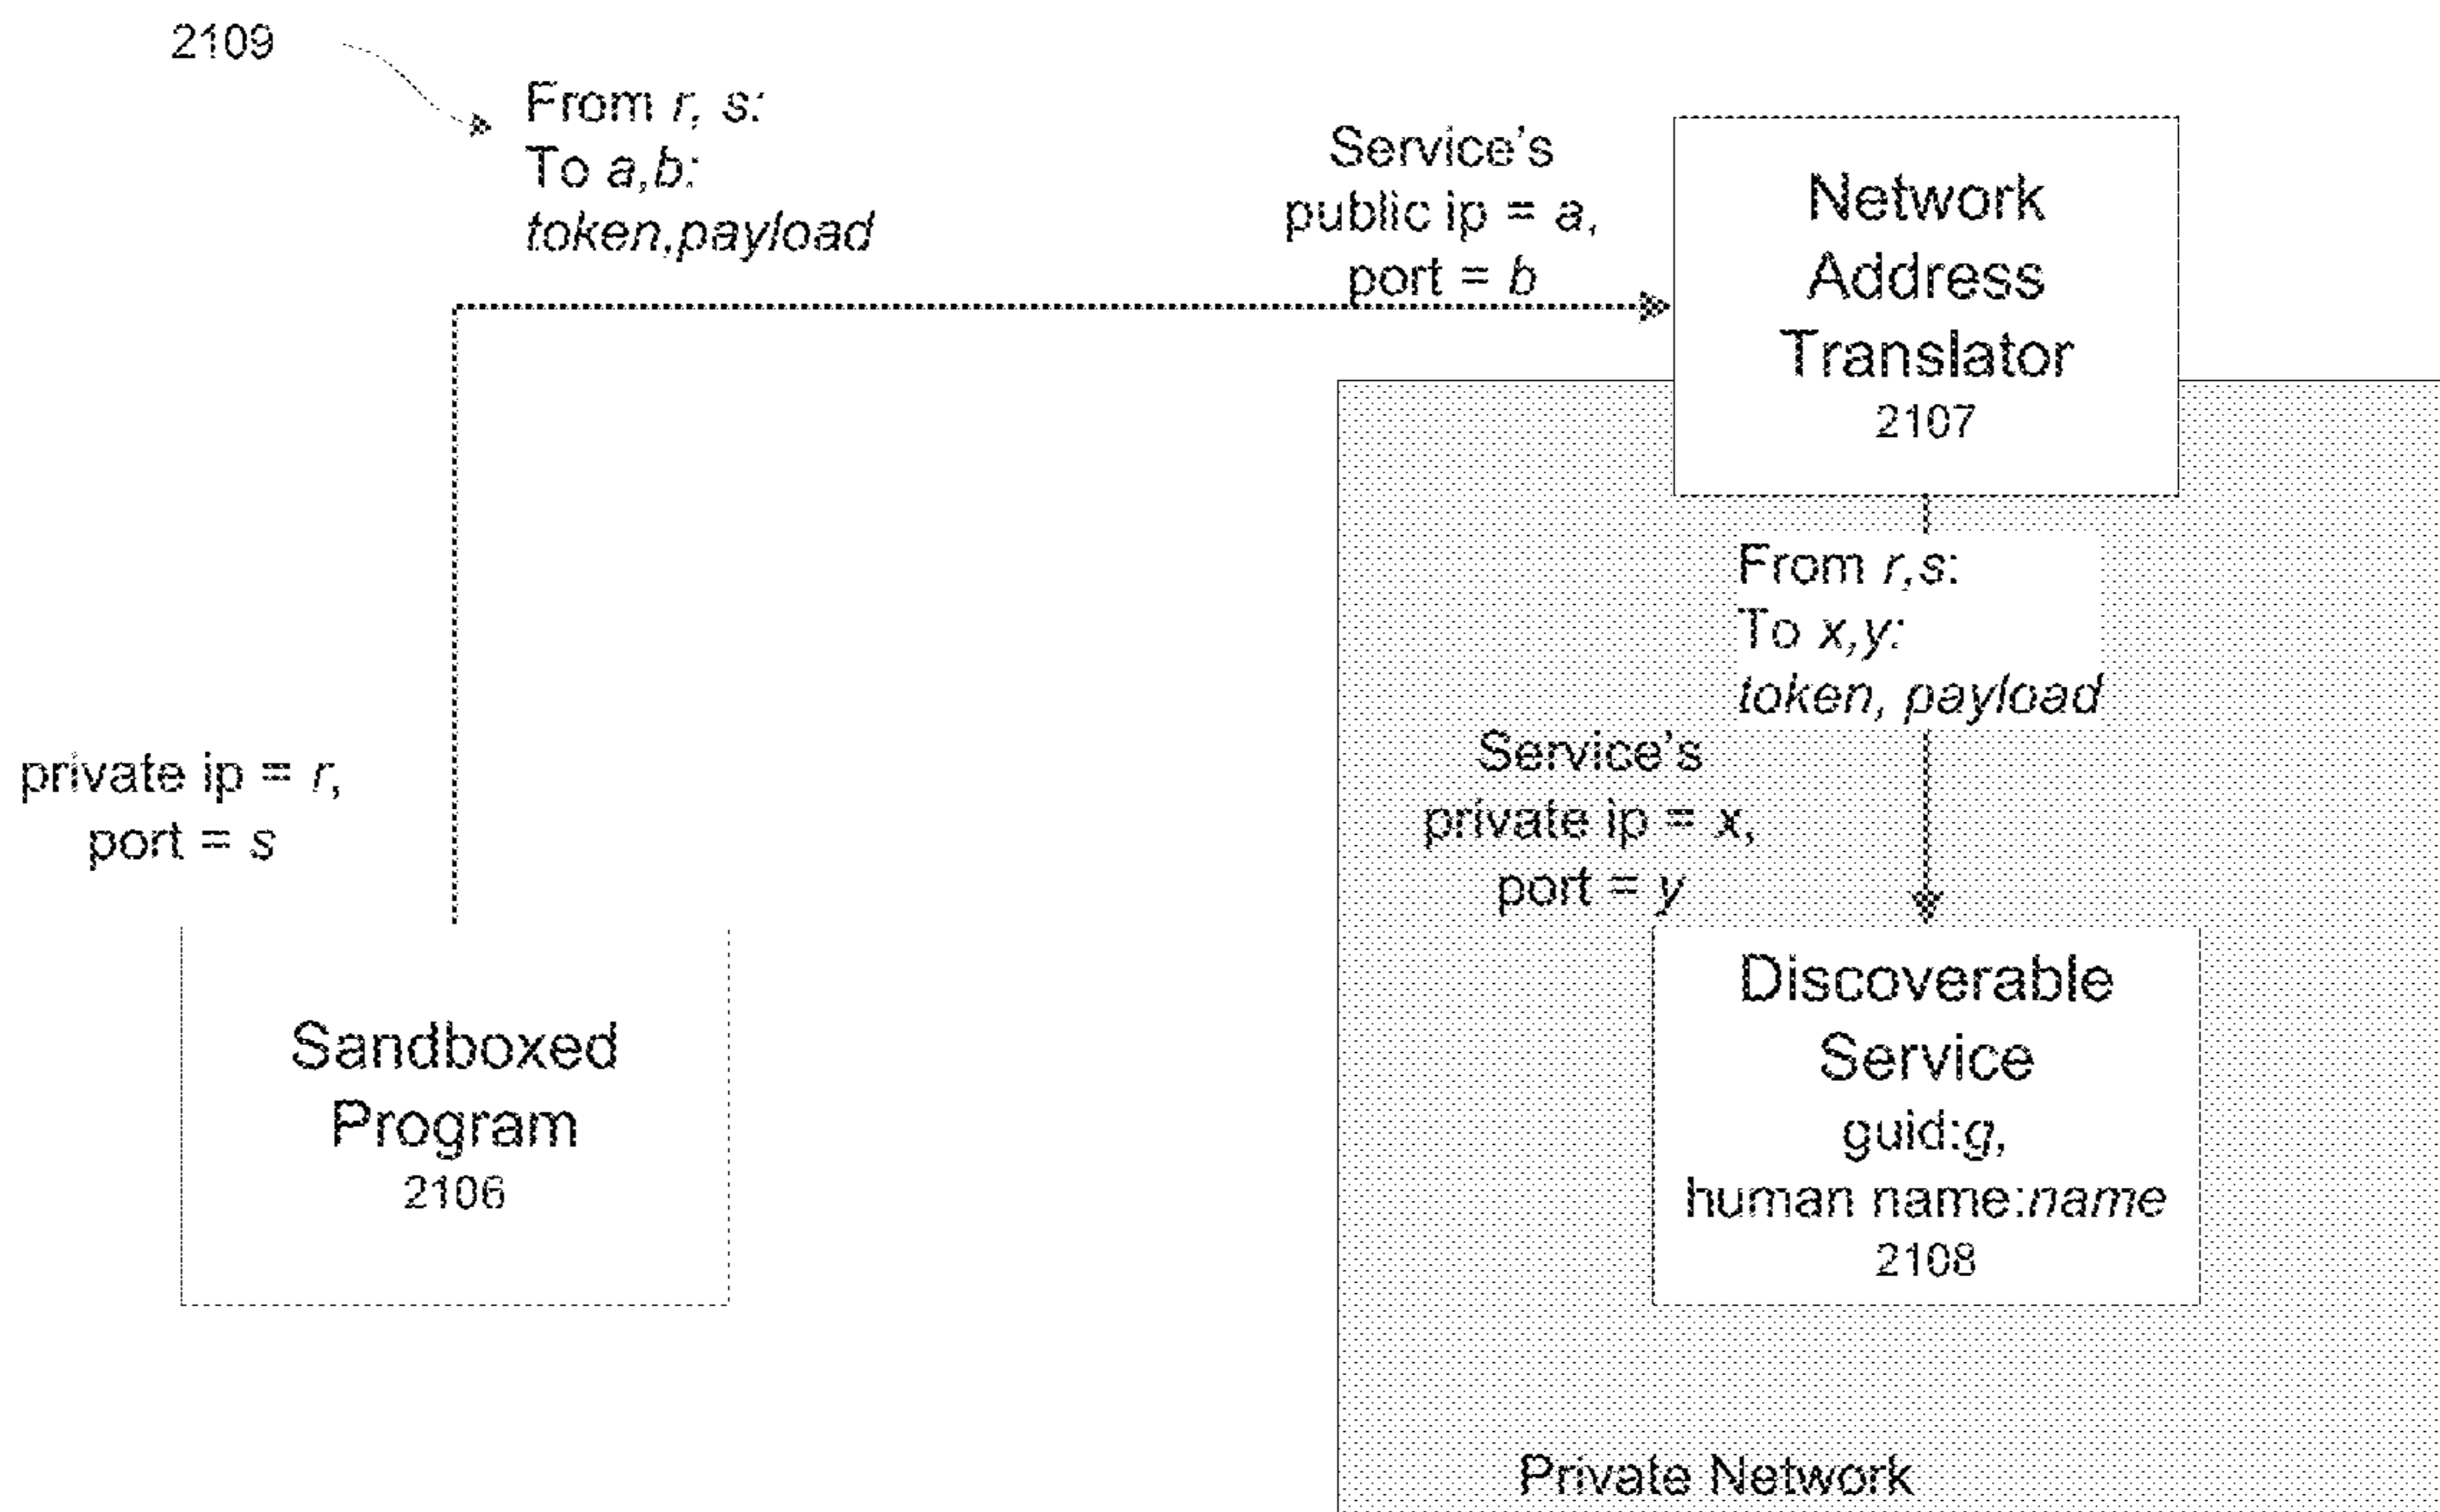 2109
From r, s:
To a,b:
token,payload
Service's
public ip = a,
port = b
Network
Address
Translator
2107
From r,s:
To x,y:
token, payload
private ip = r,
port = s
Service's
private ip = x,
port = y
Sandboxed
Program
2106
Discoverable
Service
guid:g,
human name:name
2108
Private Network